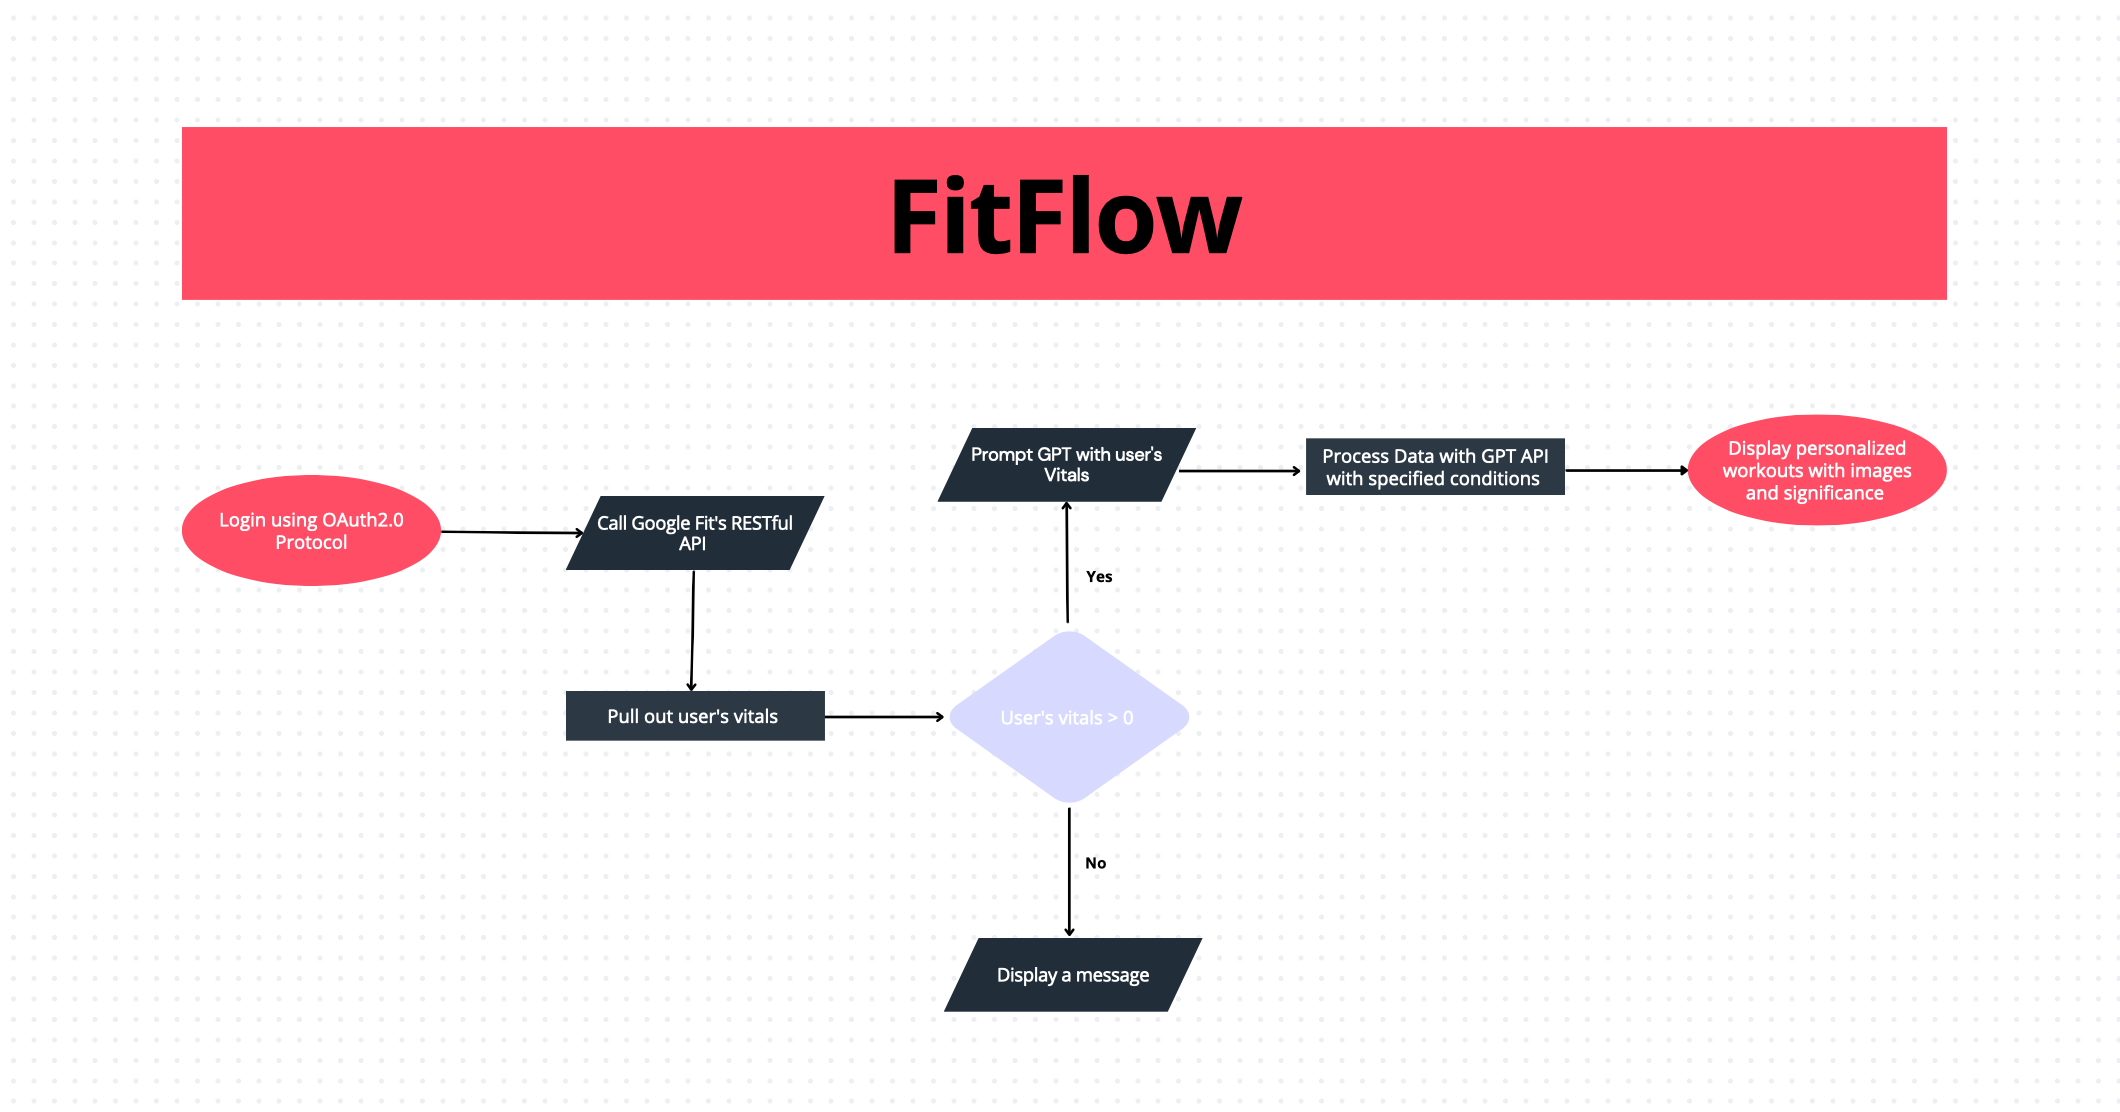 FitFlow
Login using OAuth2.0
Protocol
Call Google Fit's RESTful
API
Pull out user's vitals
User's vitals > 0
Yes
Prompt GPT with user's
Vitals
Process Data with GPT API
with specified conditions
Display personalized
workouts with images
and significance
No
Display a message